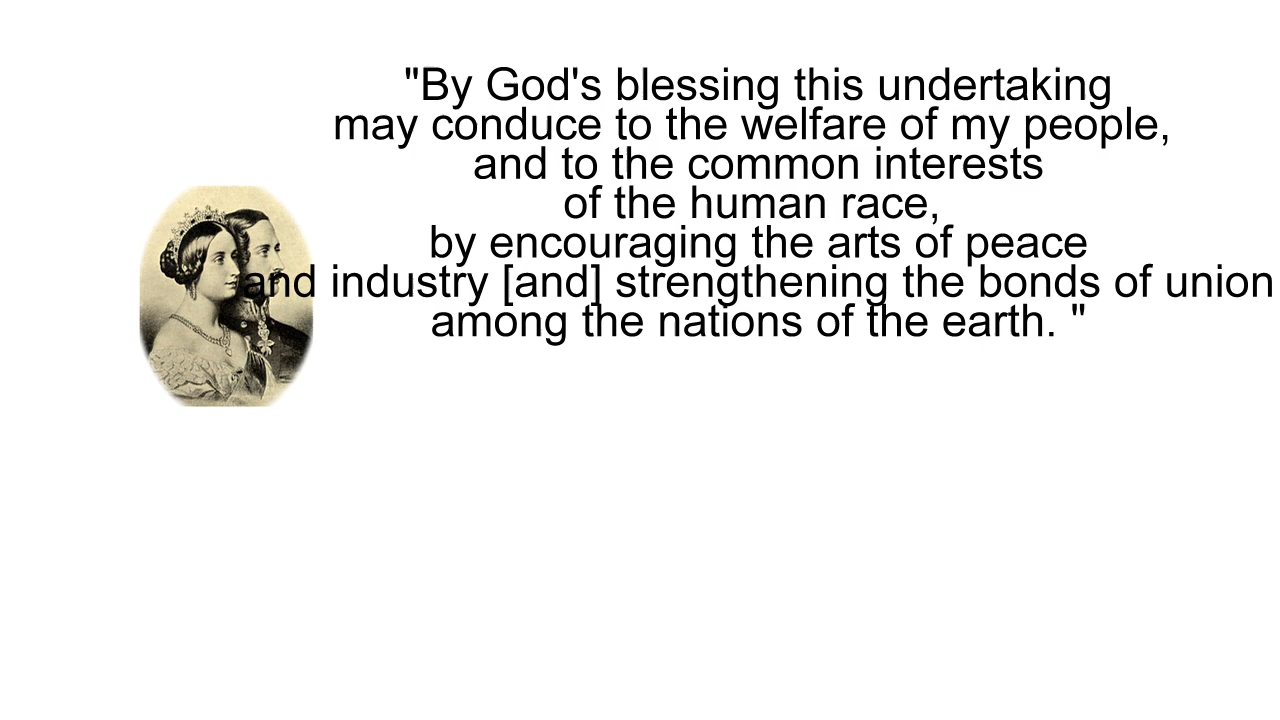 "By God's blessing this undertaking
may conduce to the welfare of my people,
and to the common interests
of the human race,
by encouraging the arts of peace
and industry [and] strengthening the bonds of union
among the nations of the earth. "